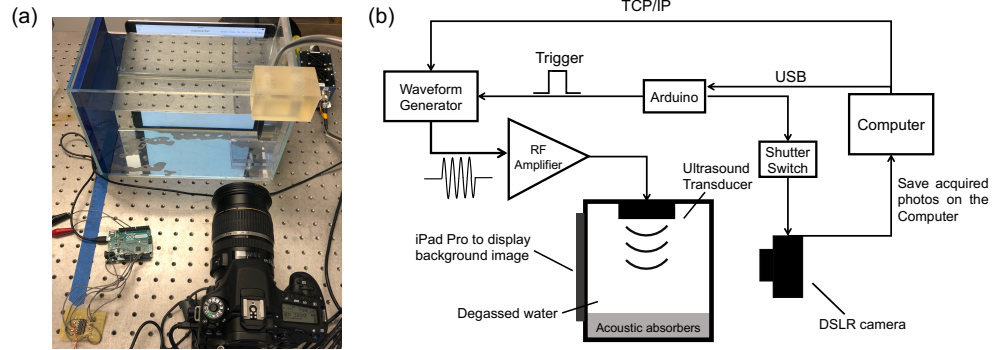 (a)
(b)
TCP/IP
Trigger
USB
Waveform
Generator
Arduino
Computer
RF
Amplifier
Shutter
Switch
Ultrasound
Transducer
Save acquired
photos on the
Computer
iPad Pro to display
background image
Degassed water
Acoustic absorbers
DSLR camera